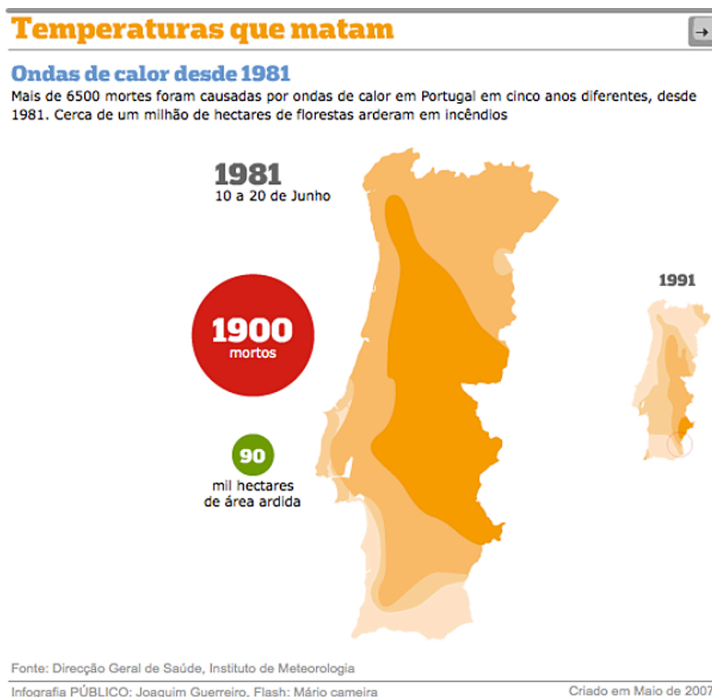 Temperaturas que matam
Ondas de calor desde 1981
Mais de 6500 mortes foram causadas por ondas de calor em Portugal em cinco anos diferentes, desde
1981. Cerca de um milhão de hectares de florestas arderam em incêndios
1981
10 a 20 de Junho
1991
1900
mortos
90
mil hectares
de área ardida
Fonte: Direcção Geral de Saúde, Instituto de Meteorologia
Infografia PÚBLICO: Joaquim Guerreiro, Flash: Mário cameira
Criado em Maio de 2007